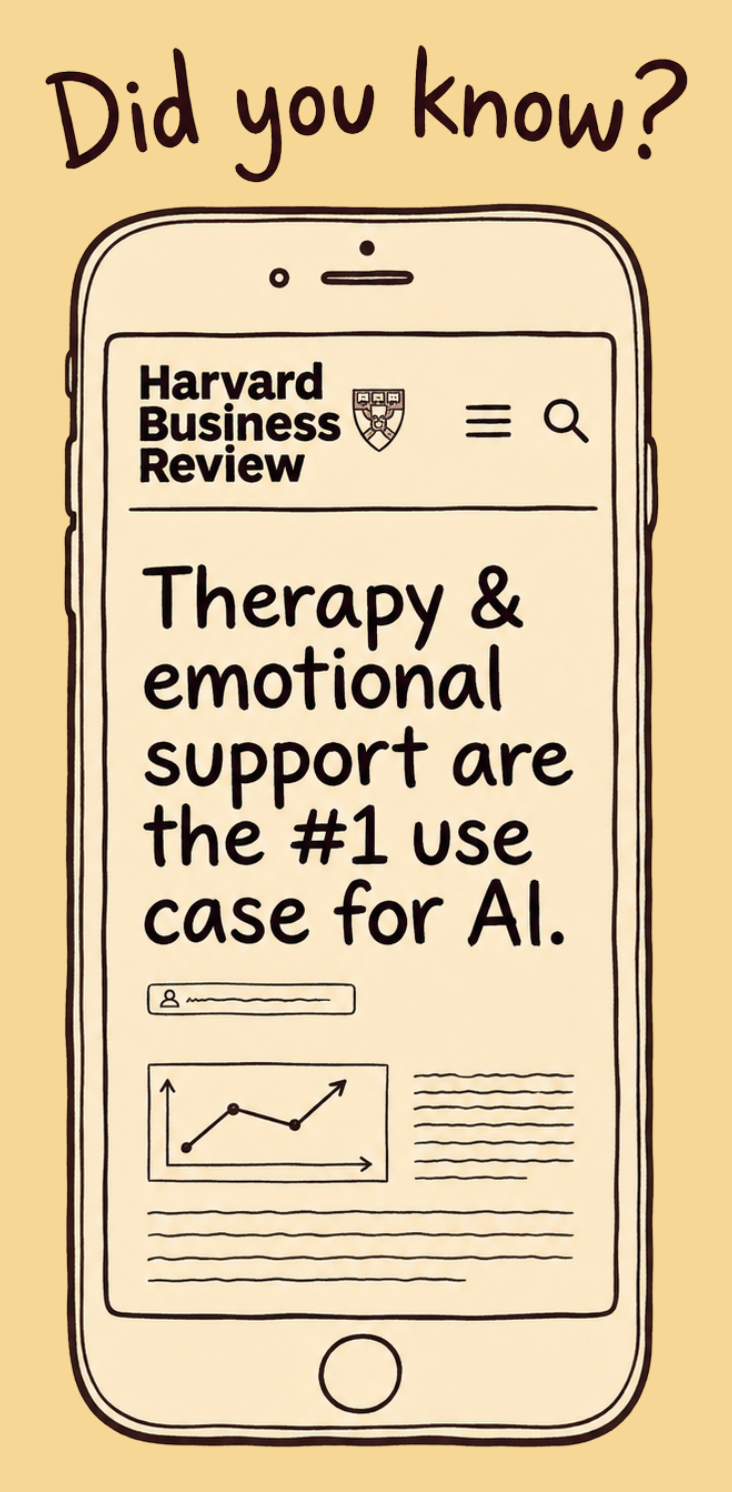 Did you know?
Harvard
Business
Review
Therapy &
emotional
support are
the #1 use
case for AI.